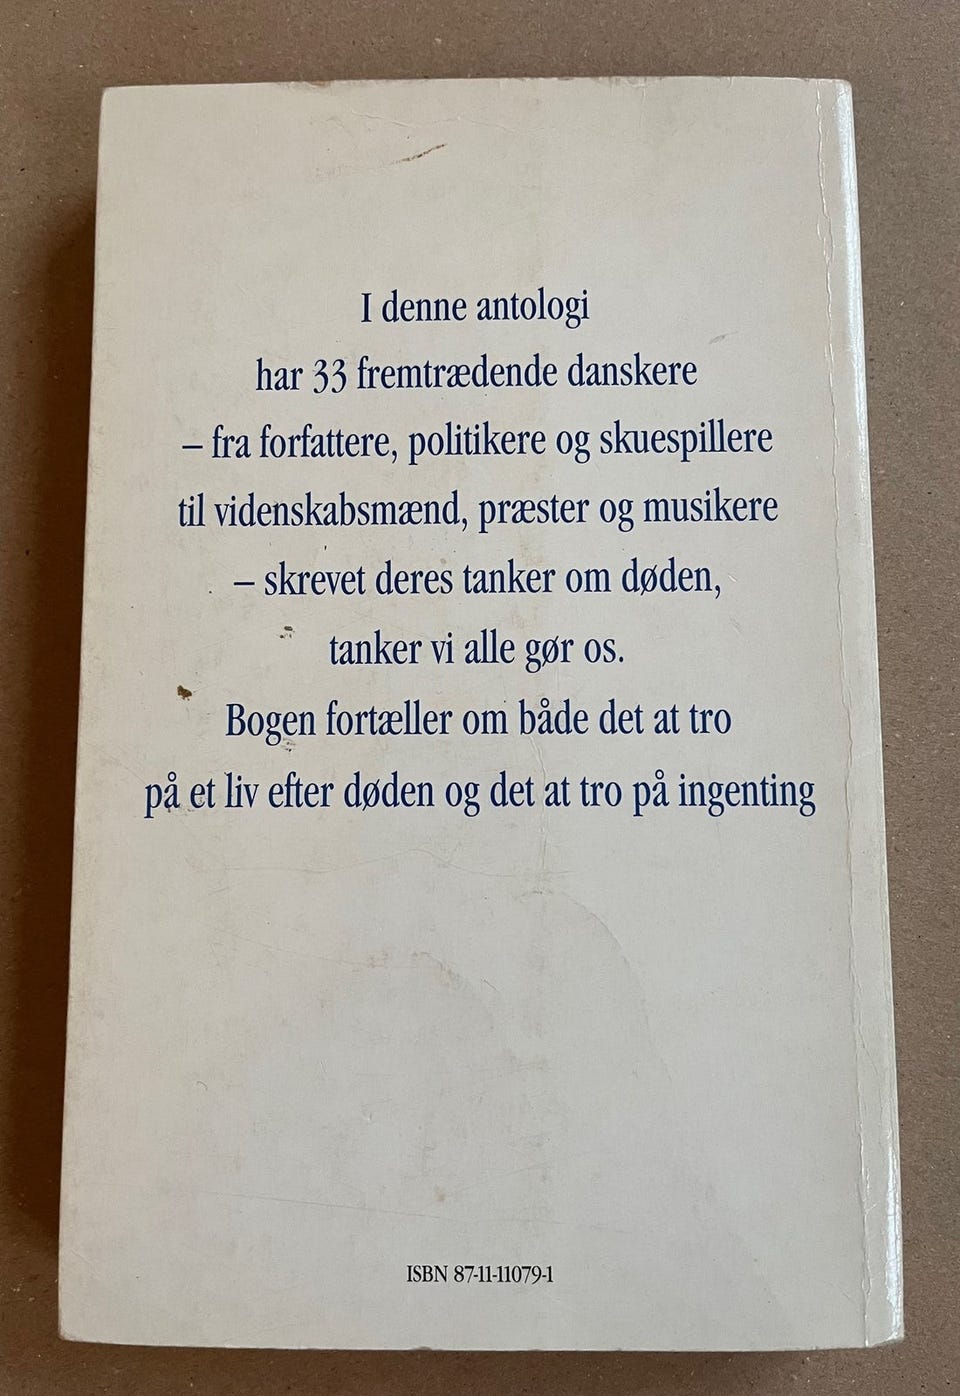 I denne antologi
har 33 fremtrædende danskere
– fra forfattere, politikere og skuespillere
til videnskabsmænd, præster og musikere
– skrevet deres tanker om døden,
tanker vi alle gør os.
Bogen fortæller om både det at tro
på et liv efter døden og det at tro på ingenting
ISBN 87-11-11079-1